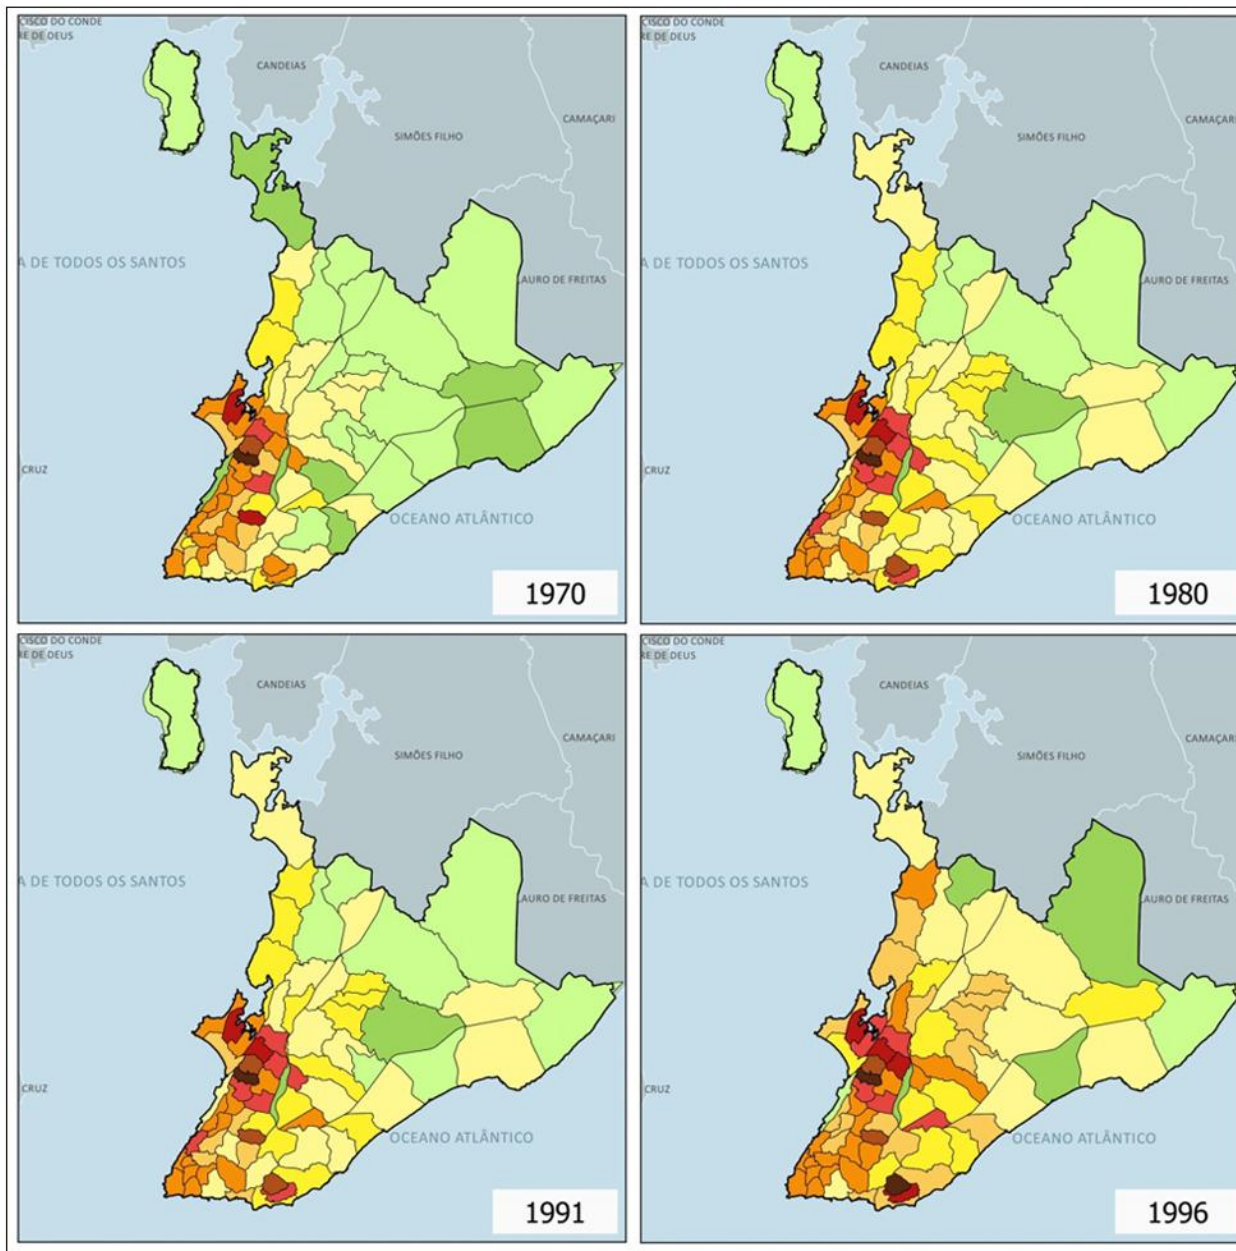 CISCO DO CONDE
RE DE DEUS
CANDEIAS
CAMAÇARI
SIMÕES FILHO
A DE TODOS OS SANTOS
AURO DE FREITAS
CRUZ
OCEANO ATLÂNTICO
1970
CISCO DO CONDE
RE DE DEUS
CANDEIAS
CAMAÇARI
SIMÕES FILHO
A DE TODOS OS SANTOS
AURO DE FREITAS
CRUZ
OCEANO ATLÂNTICO
1980
CISCO DO CONDE
RE DE DEUS
CANDEIAS
CAMAÇARI
SIMÕES FILHO
A DE TODOS OS SANTOS
AURO DE FREITAS
CRUZ
OCEANO ATLÂNTICO
1991
CISCO DO CONDE
RE DE DEUS
CANDEIAS
CAMAÇARI
SIMÕES FILHO
A DE TODOS OS SANTOS
AURO DE FREITAS
CRUZ
OCEANO ATLÂNTICO
1996